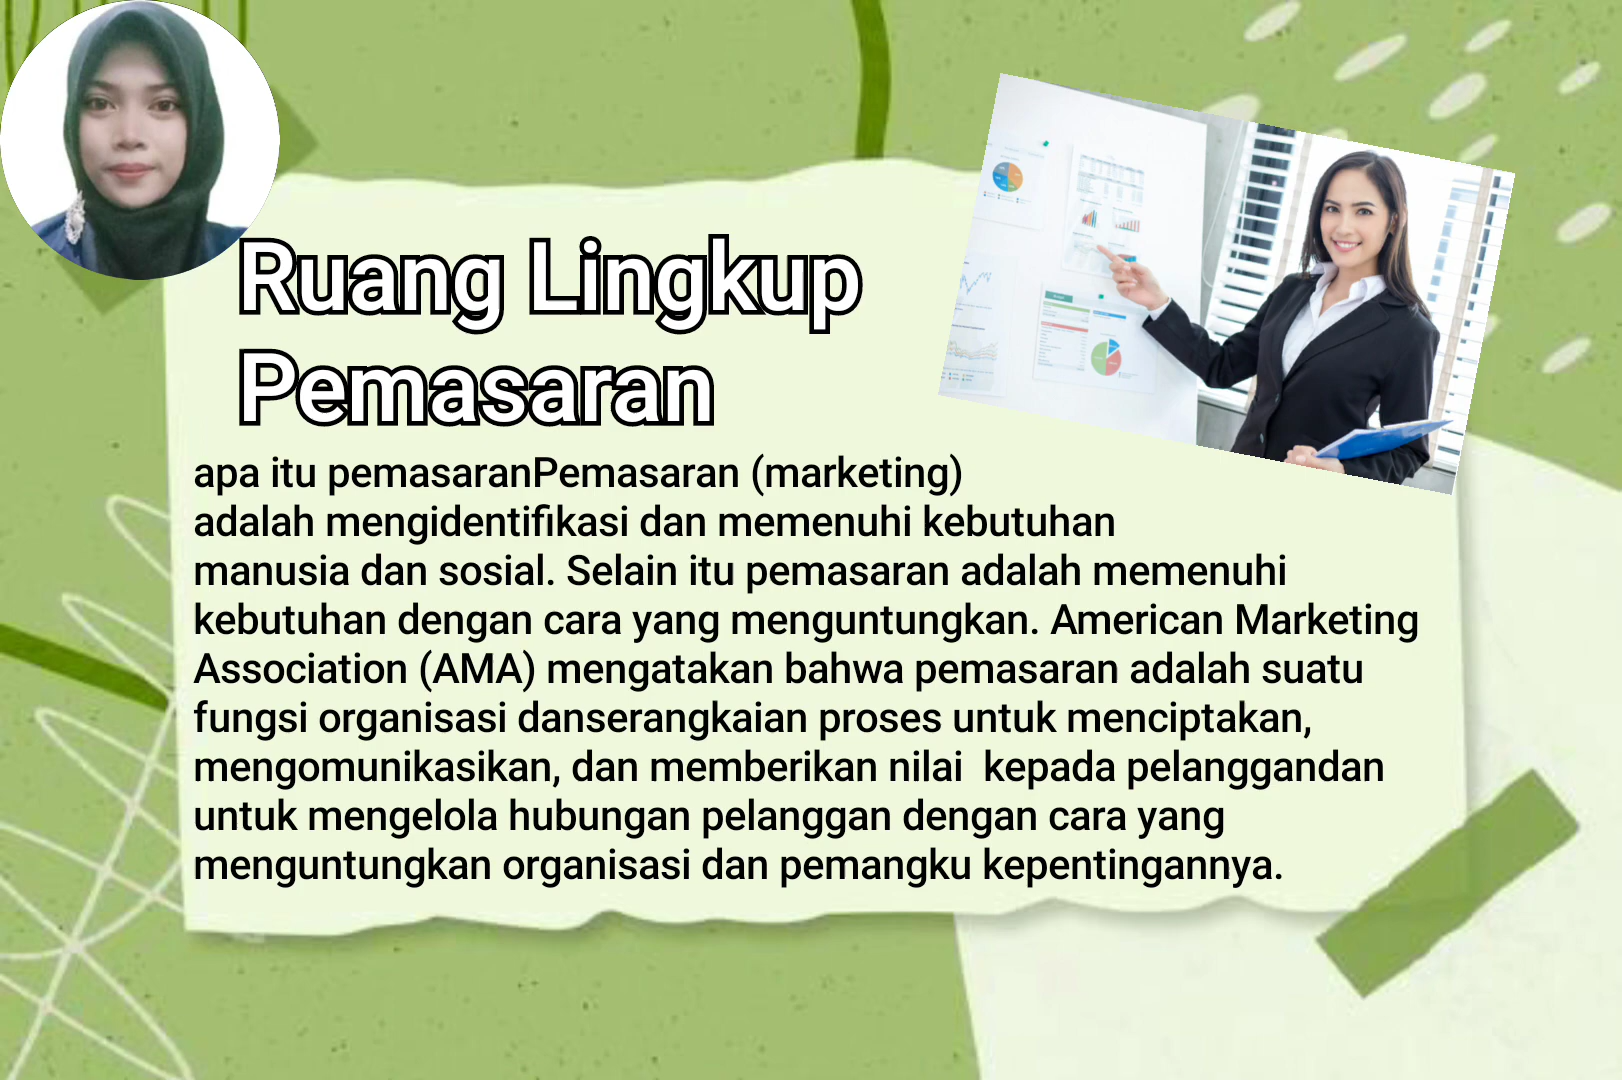 Ruang Lingkup
Pemasaran
apa itu pemasaranPemasaran (marketing)
adalah mengidentifikasi dan memenuhi kebutuhan
manusia dan sosial. Selain itu pemasaran adalah memenuhi
kebutuhan dengan cara yang menguntungkan. American Marketing
Association (AMA) mengatakan bahwa pemasaran adalah suatu
fungsi organisasi danserangkaian proses untuk menciptakan,
mengomunikasikan, dan memberikan nilai  kepada pelanggandan
untuk mengelola hubungan pelanggan dengan cara yang
menguntungkan organisasi dan pemangku kepentingannya.